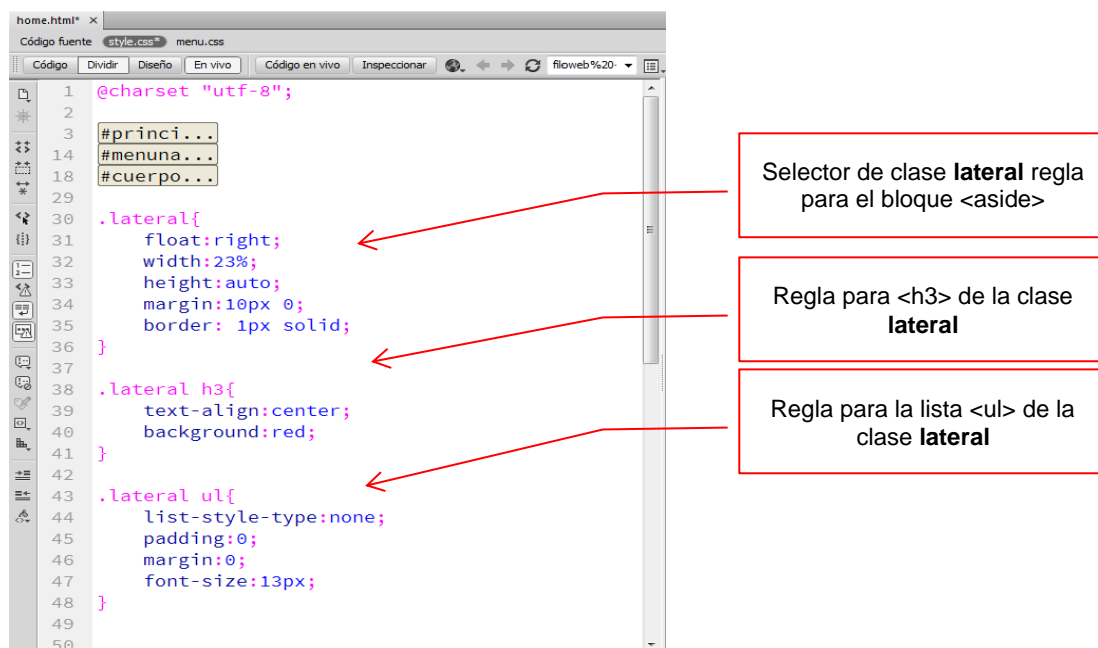 home.html* ×
Código fuente style.css* menu.css
Código Dividir Diseño En vivo Código en vivo Inspeccionar filoweb%20-
1 @charset "utf-8";
2
3 #princi...
14 #menuna...
18 #cuerpo...
29
30 .lateral{
31 float:right;
32 width:23%;
33 height:auto;
34 margin:10px 0;
35 border: 1px solid;
36 }
37
38 .lateral h3{
39 text-align:center;
40 background:red;
41 }
42
43 .lateral ul{
44 list-style-type:none;
45 padding:0;
46 margin:0;
47 font-size:13px;
48 }
49
50
Selector de clase lateral regla
para el bloque <aside>
Regla para <h3> de la clase
lateral
Regla para la lista <ul> de la
clase lateral